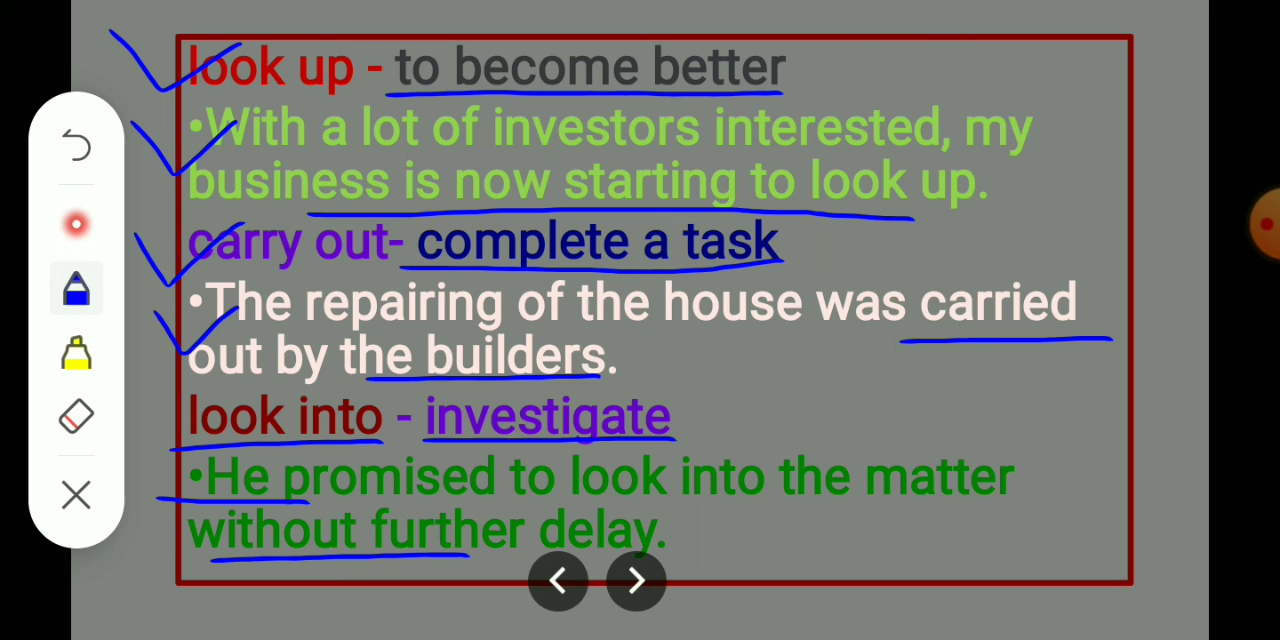 look up - to become better
•With a lot of investors interested, my
business is now starting to look up.
carry out- complete a task
•The repairing of the house was carried
out by the builders.
look into - investigate
•He promised to look into the matter
without further delay.